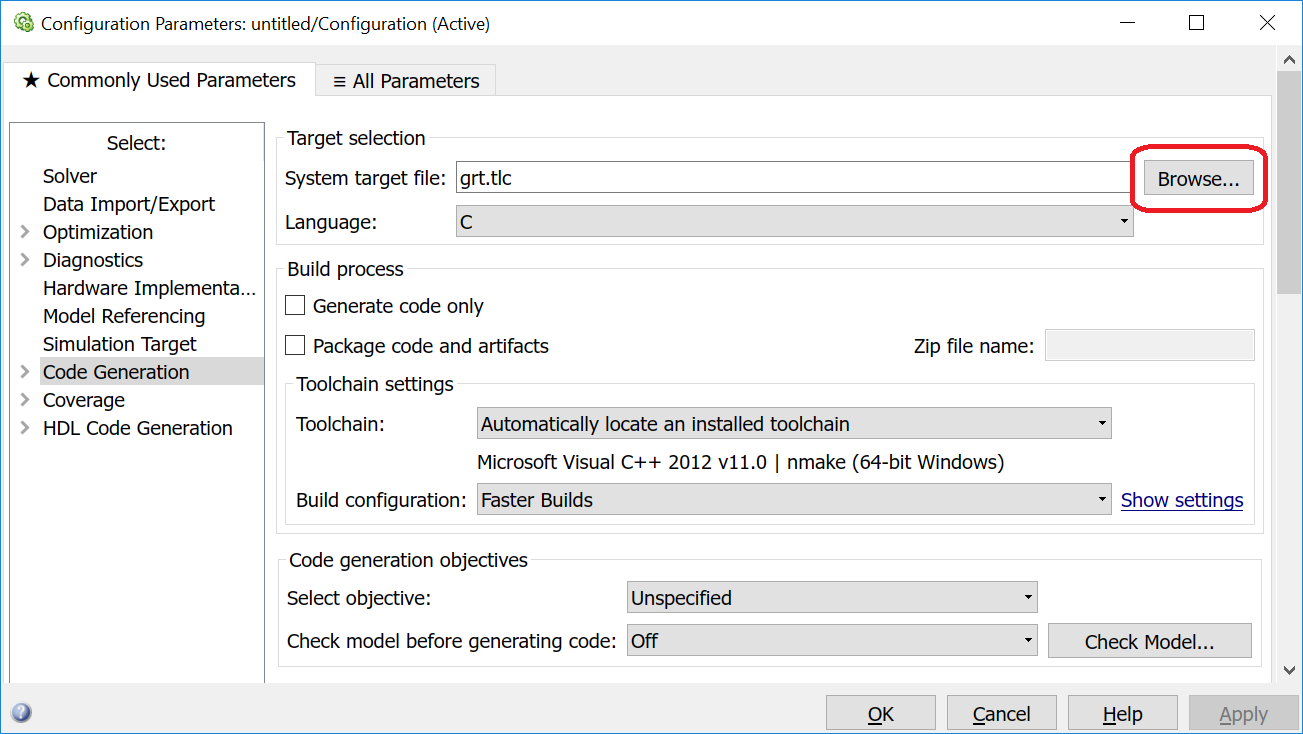 Configuration Parameters: untitled/Configuration (Active)
★ Commonly Used Parameters
≡ All Parameters
Select:
Solver
Data Import/Export
Optimization
Diagnostics
Hardware Implementa...
Model Referencing
Simulation Target
Code Generation
Coverage
HDL Code Generation
Target selection
System target file: grt.tlc Browse...
Language: C
Build process
Generate code only
Package code and artifacts Zip file name:
Toolchain settings
Toolchain: Automatically locate an installed toolchain
Microsoft Visual C++ 2012 v11.0 | nmake (64-bit Windows)
Build configuration: Faster Builds Show settings
Code generation objectives
Select objective: Unspecified
Check model before generating code: Off Check Model...
OK Cancel Help Apply